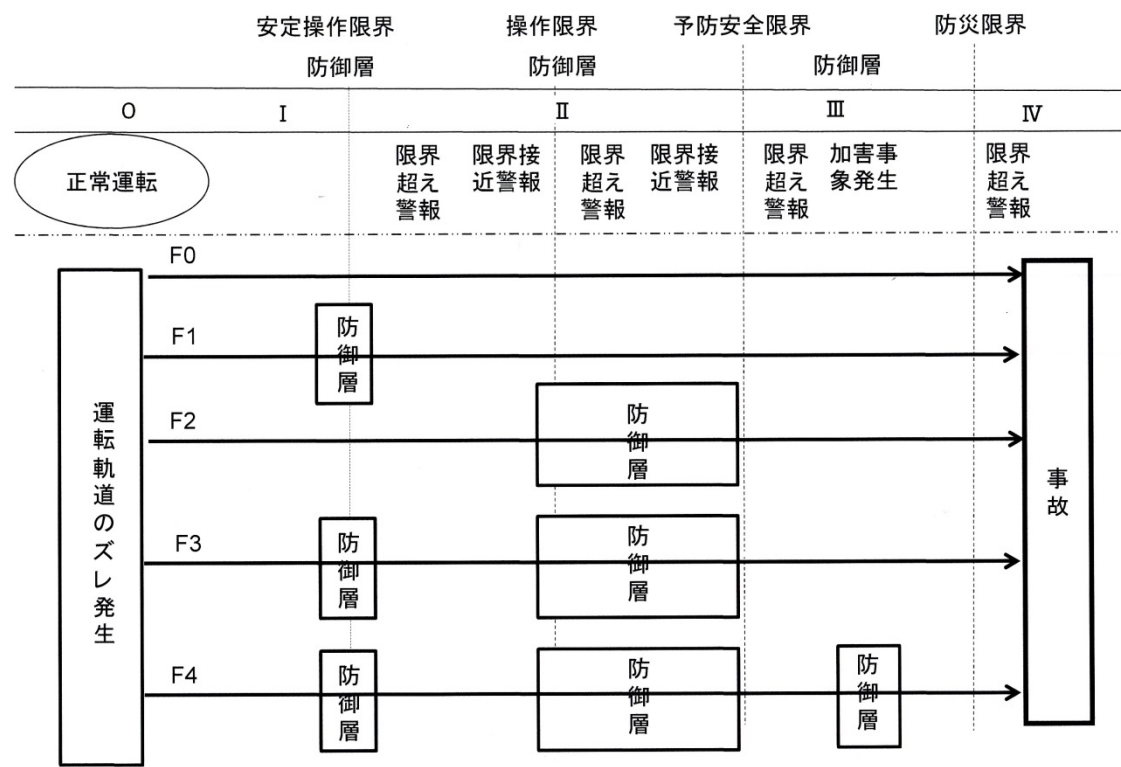 安定操作限界 操作限界 予防安全限界 防災限界
防御層 防御層 防御層
0 Ⅰ Ⅱ Ⅲ Ⅳ
正常運転
限界
超え
警報
限界接
近警報
限界
超え
警報
限界接
近警報
限界
超え
警報
加害事
象発生
限界
超え
警報
運転軌道のズレ発生
F0
F1
防御層
F2
防御層
F3
防御層
防御層
F4
防御層
防御層
防御層
事故